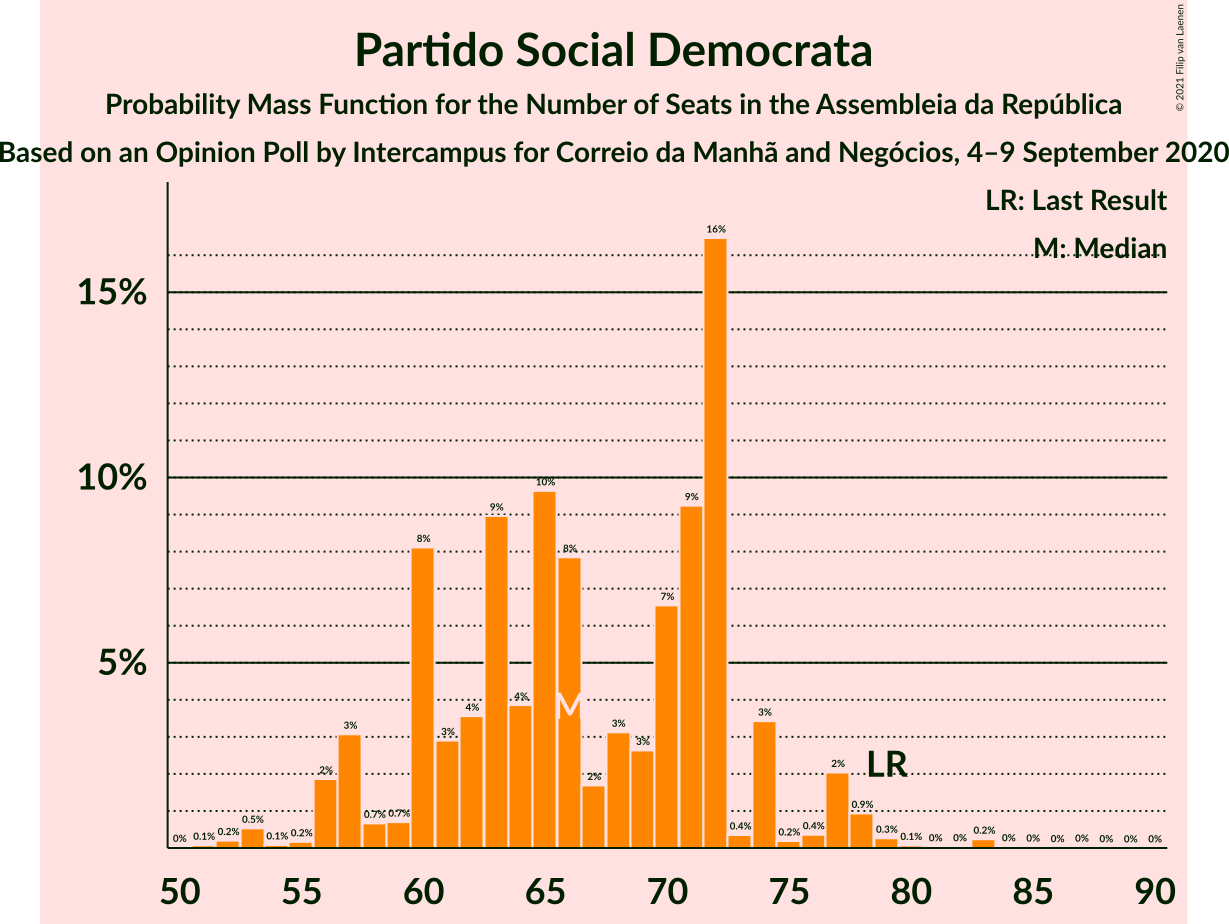 Partido Social Democrata
Probability Mass Function for the Number of Seats in the Assembleia da República
Based on an Opinion Poll by Intercampus for Correio da Manhã and Negócios, 4–9 September 2020
© 2021 Filip van Laenen
LR: Last Result
M: Median
15%
10%
5%
0% 0.1% 0.2% 0.5% 0.1% 0.2% 2% 3% 0.7% 0.7% 8% 3% 4% 9% 4% 10% 8% 2% 3% 3% 7% 9% 16% 0.4% 3% 0.2% 0.4% 2% 0.9% 0.3% 0.1% 0% 0% 0.2% 0% 0% 0% 0% 0% 0% 0%
M
LR
50 55 60 65 70 75 80 85 90